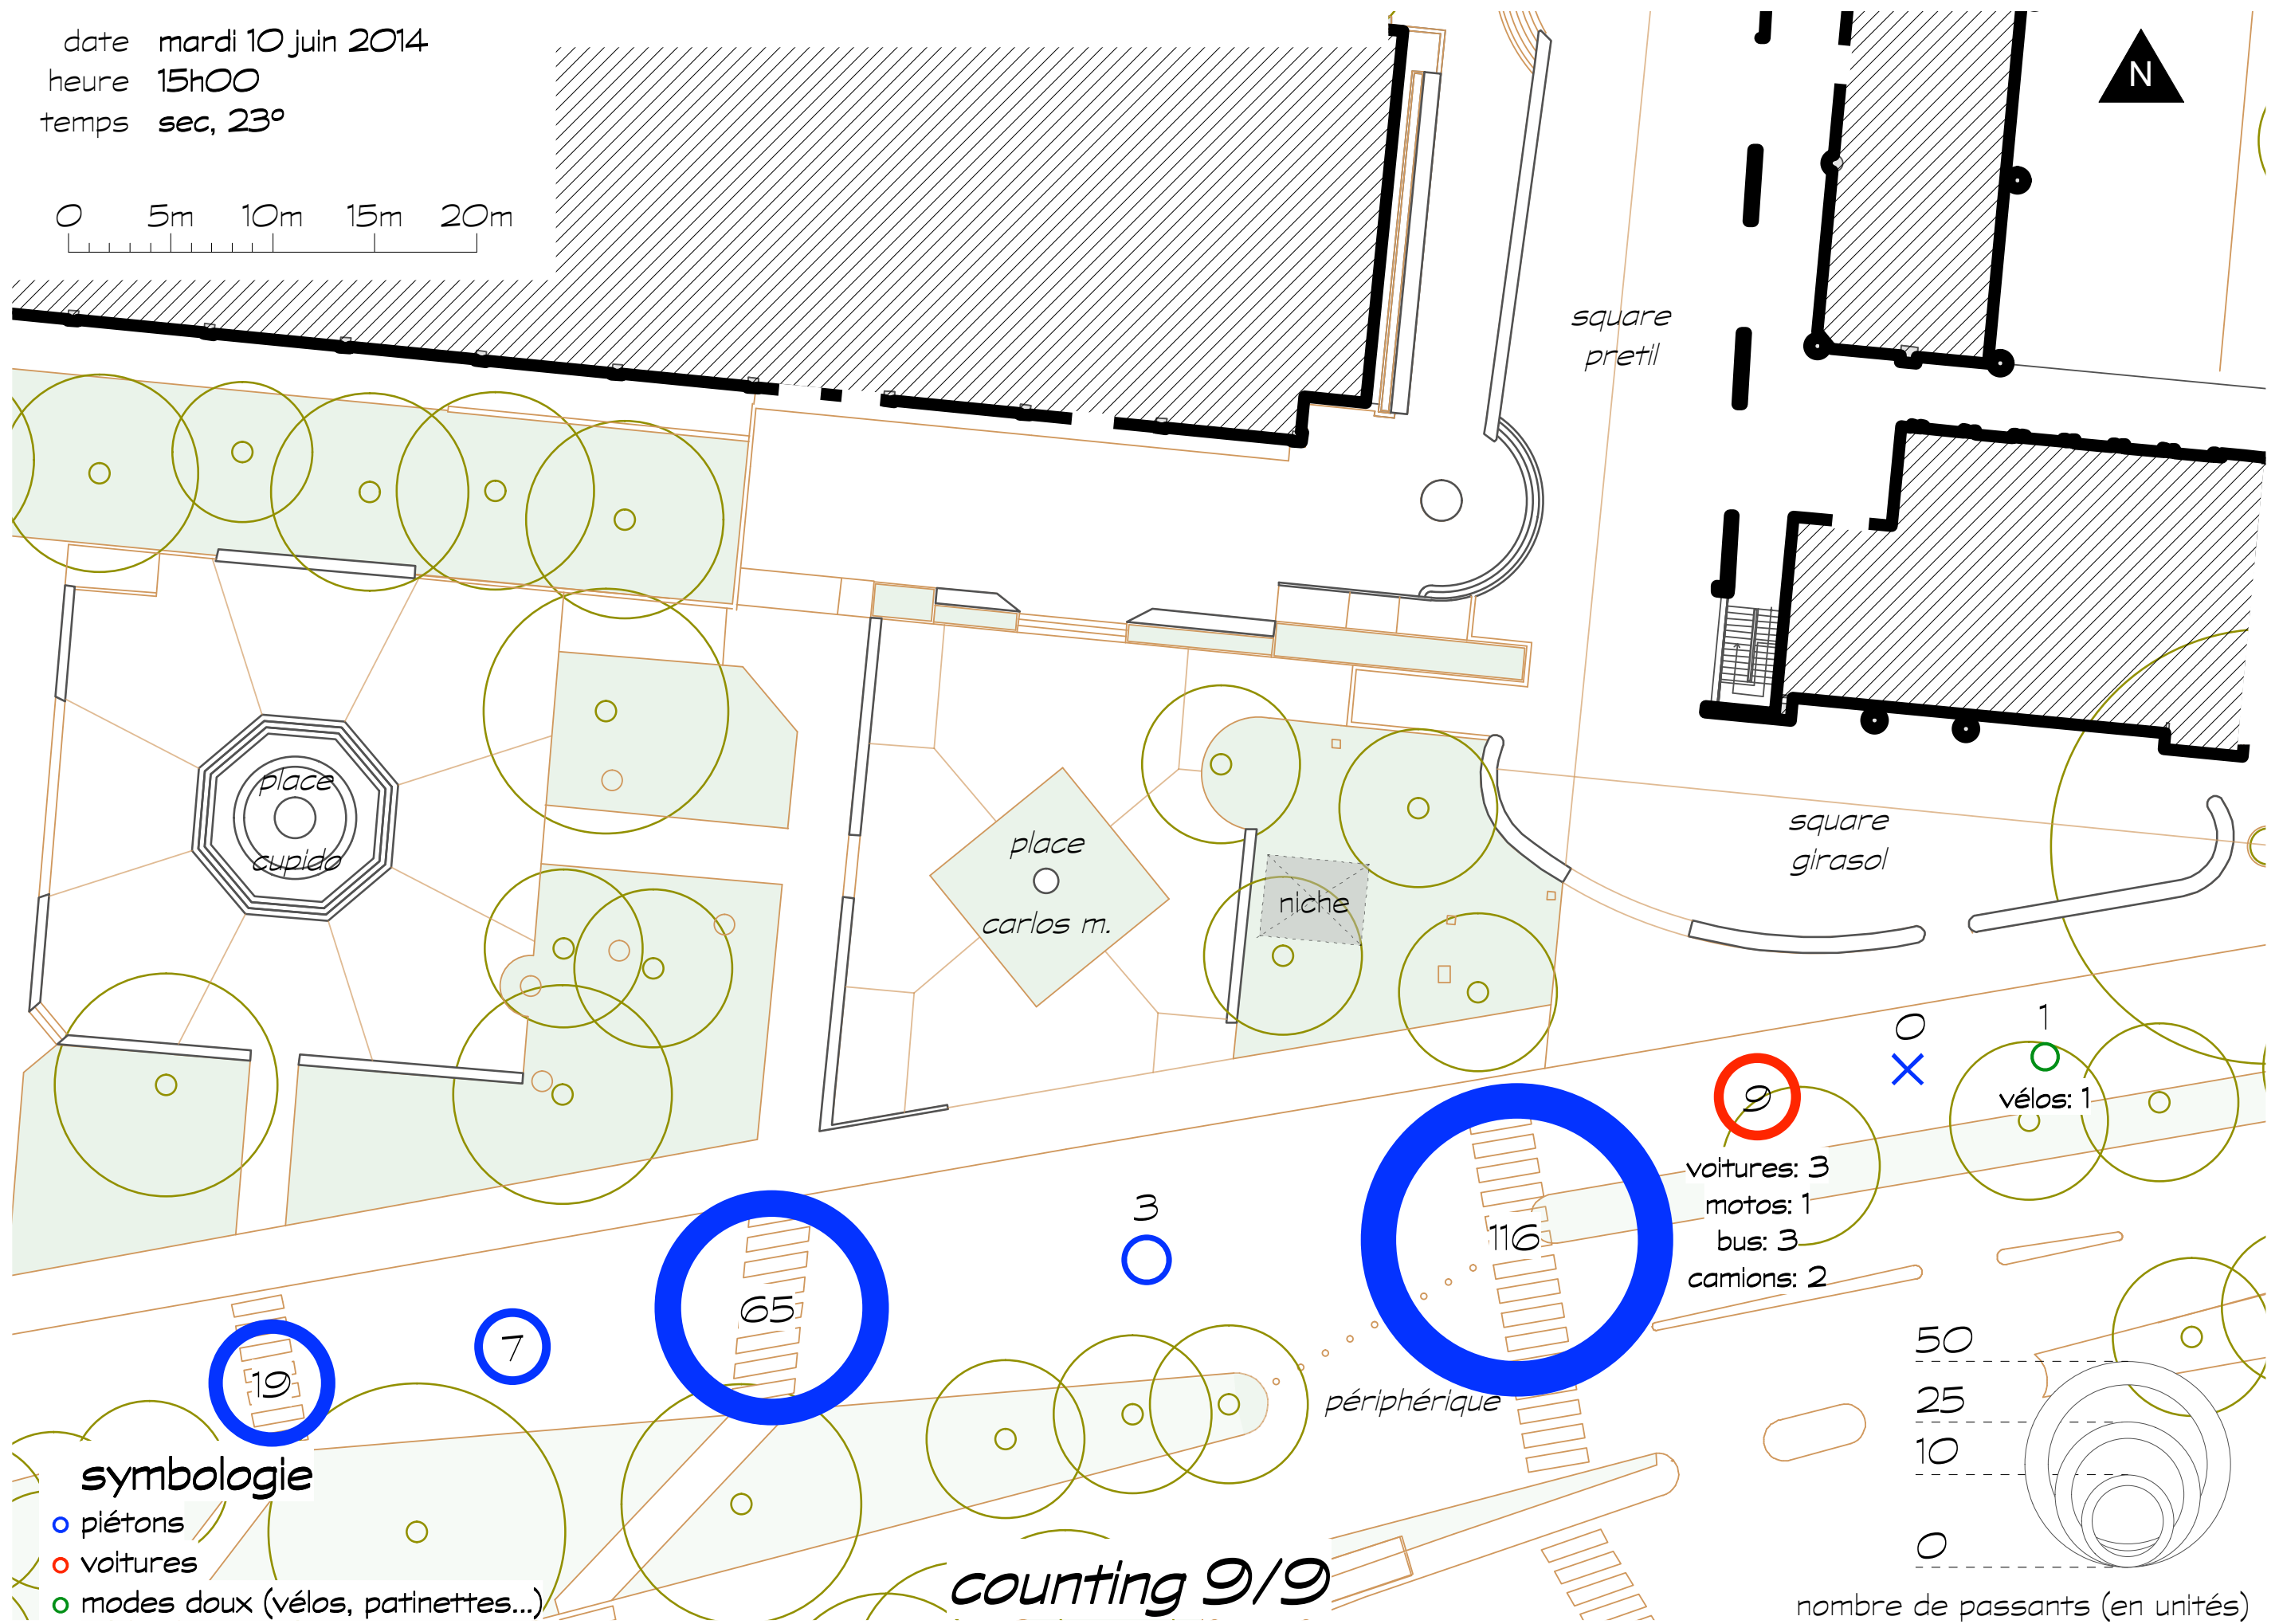 date mardi 10 juin 2014
heure 15h00
temps sec, 23°
0 5m 10m 15m 20m
N
square
pretil
place
cupido
place
carlos m.
niche
square
girasol
0
1
vélos: 1
9
voitures: 3
motos: 1
bus: 3
camions: 2
116
3
65
7
19
périphérique
symbologie
piétons
voitures
modes doux (vélos, patinettes...)
counting 9/9
50
25
10
0
nombre de passants (en unités)